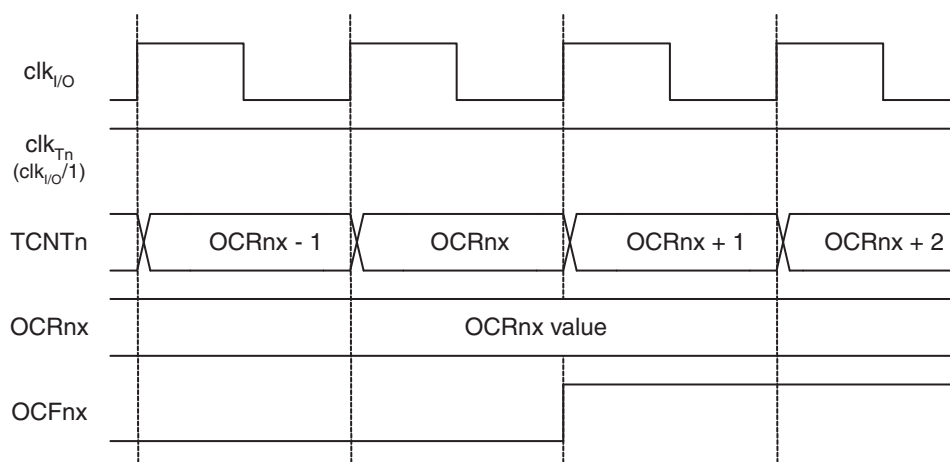 clkI/O
clkTn
(clkI/O/1)
TCNTn OCRnx - 1 OCRnx OCRnx + 1 OCRnx + 2
OCRnx OCRnx value
OCFnx